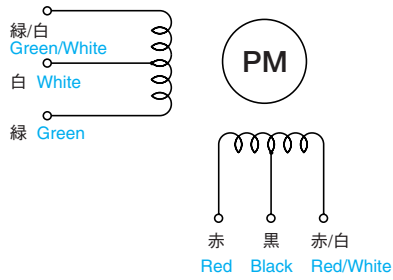 緑/白
Green/White
白 White
緑 Green
PM
赤 黒 赤/白
Red Black Red/White